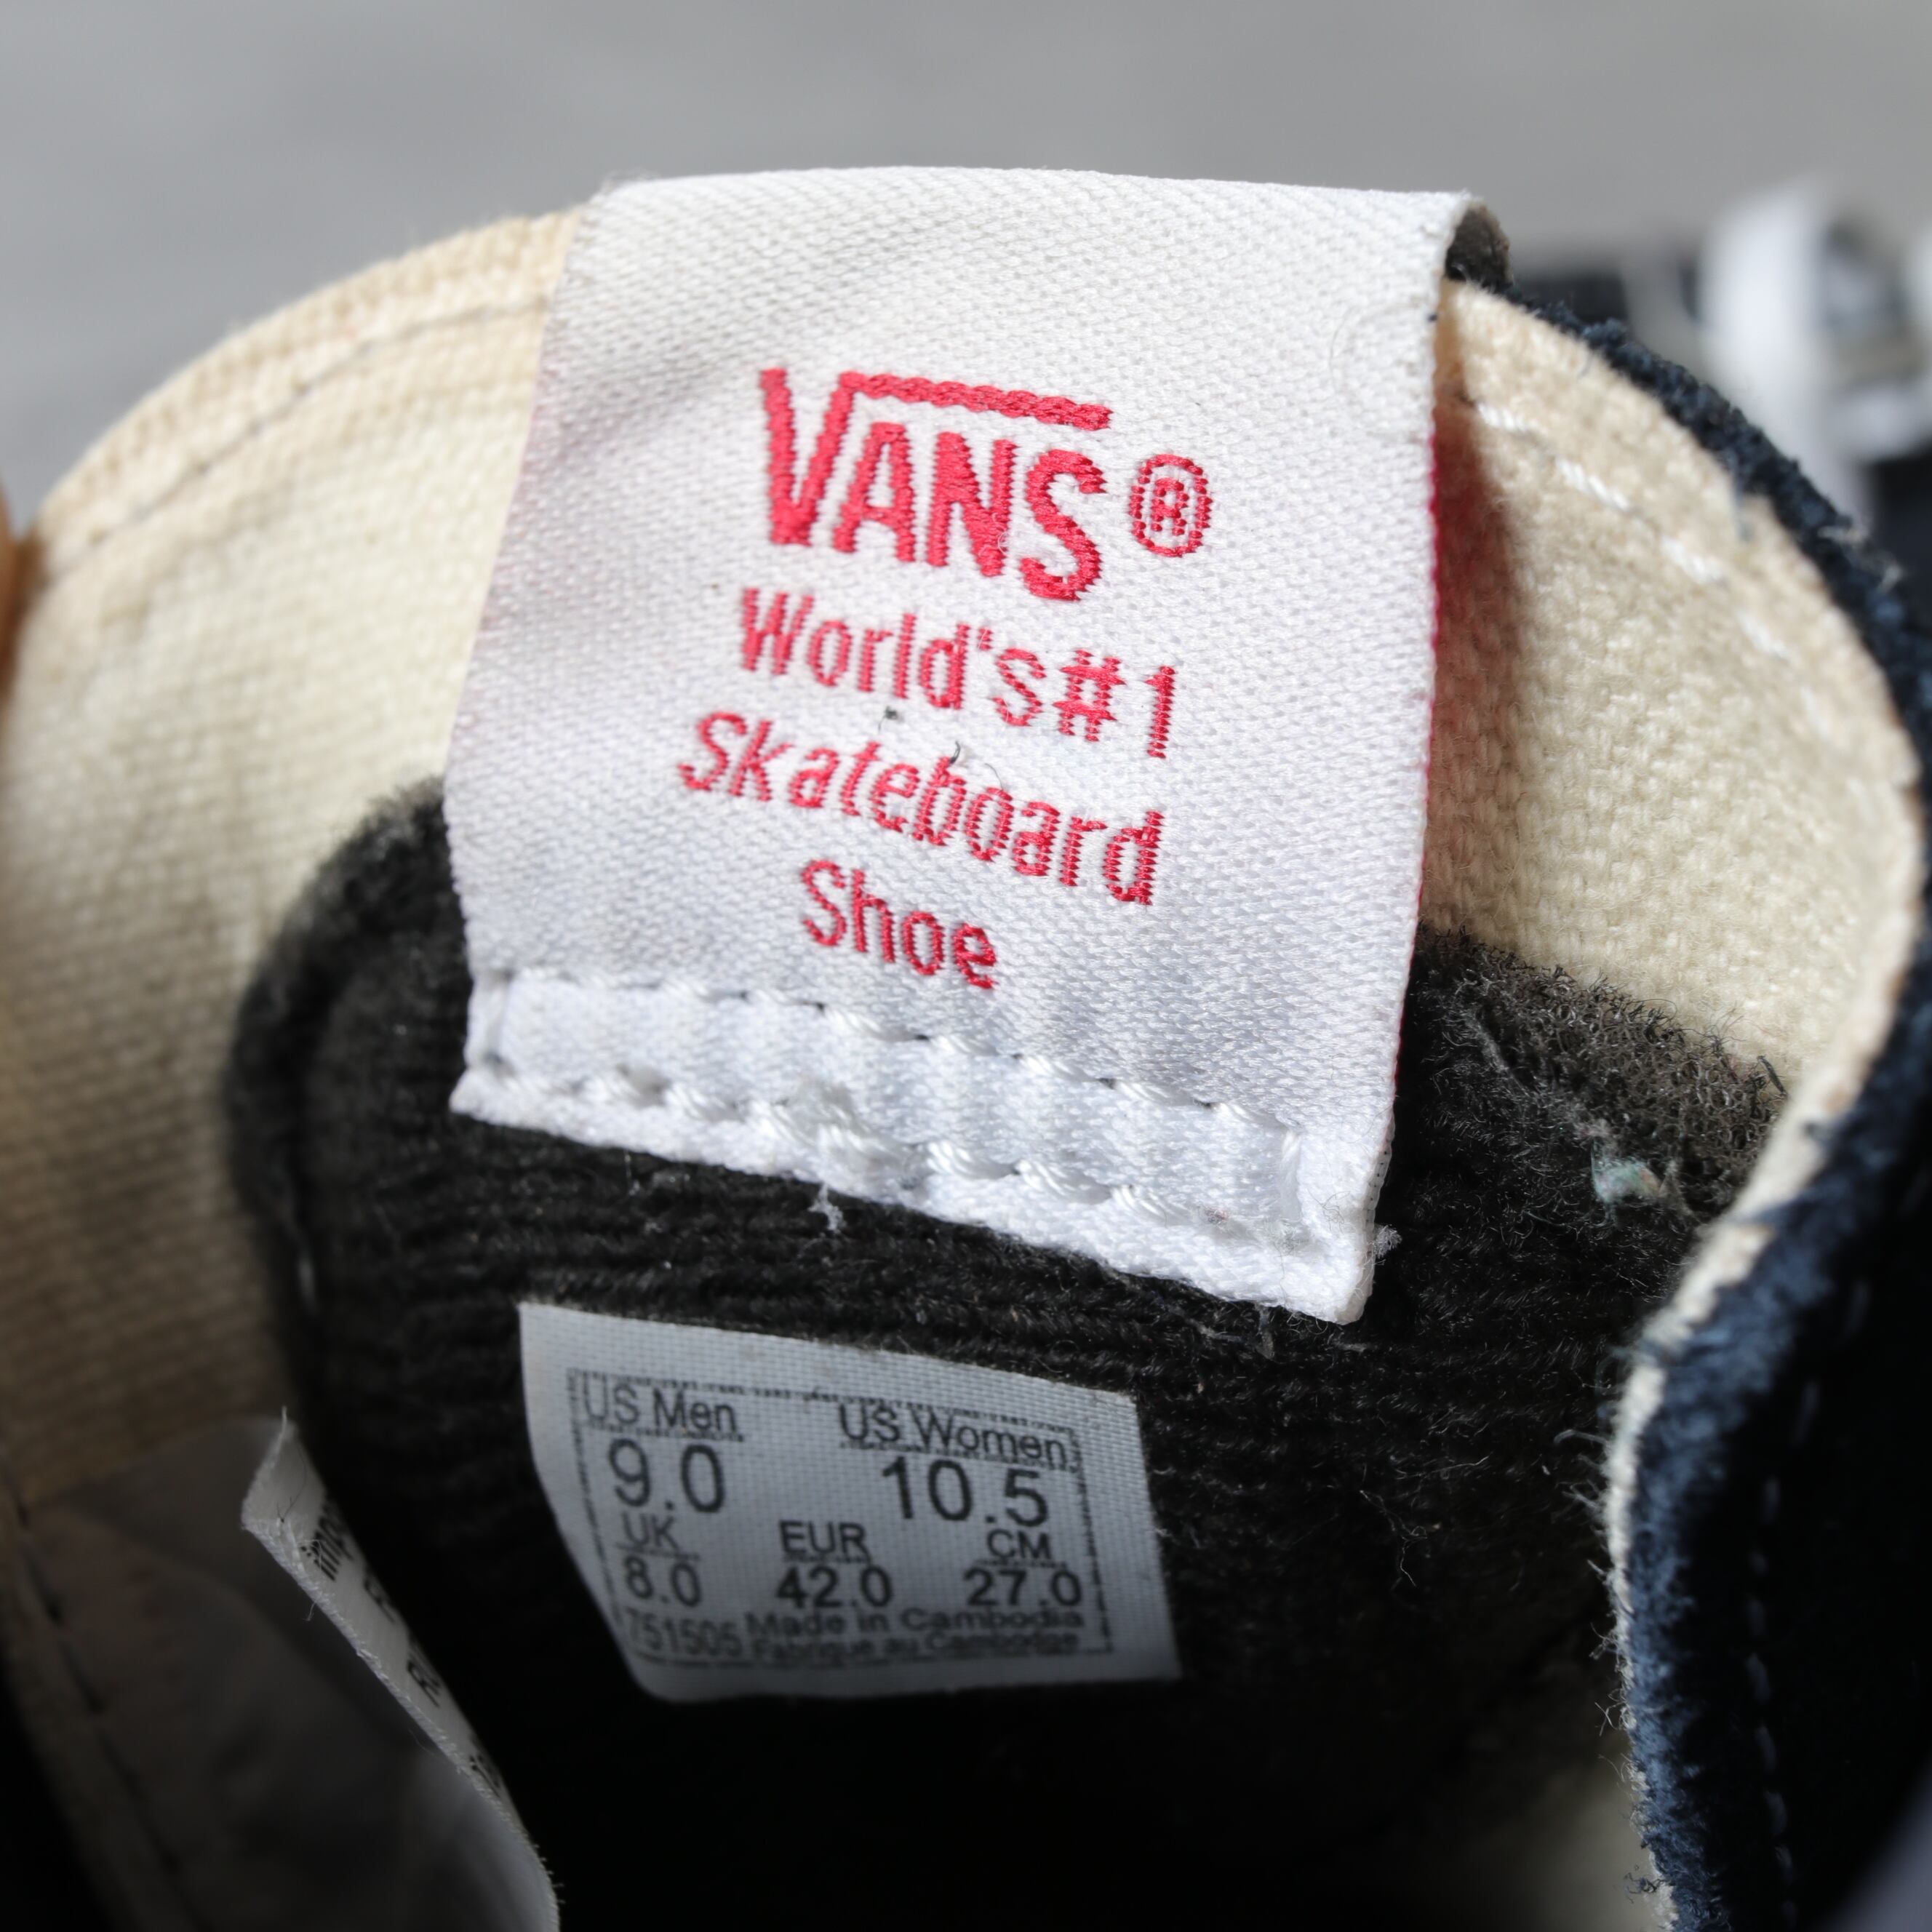 VANS®
World's #1
Skateboard
Shoe
US Men US Women
9.0 10.5
UK EUR CM
8.0 42.0 27.0
751505 Made in Cambodia
Fabrique au Cambodge